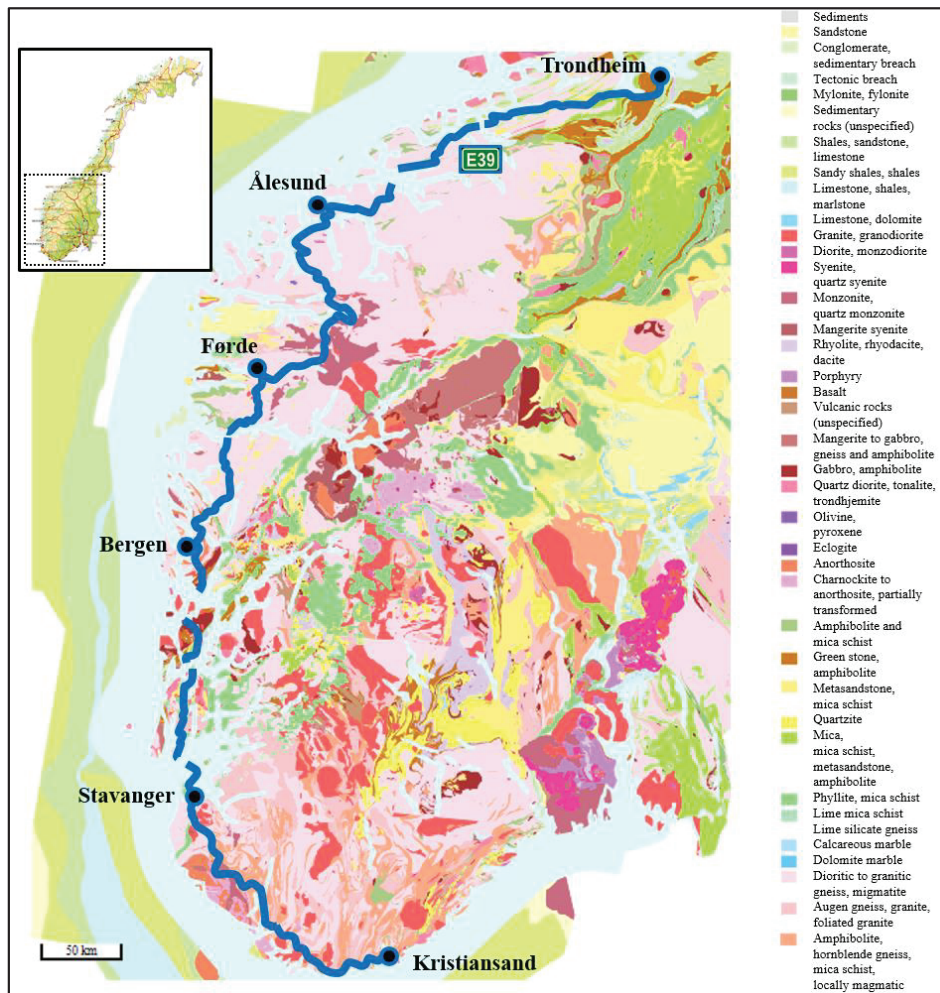 Trondheim
E39
Ålesund
Førde
Bergen
Stavanger
Kristiansand
50 km
Sediments
Sandstone
Conglomerate,
sedimentary breach
Tectonic breach
Mylonite, fylonite
Sedimentary
rocks (unspecified)
Shales, sandstone,
limestone
Sandy shales, shales
Limestone, shales,
marlstone
Limestone, dolomite
Granite, granodiorite
Diorite, monzodiorite
Syenite,
quartz syenite
Monzonite,
quartz monzonite
Mangerite syenite
Rhyolite, rhyodacite,
dacite
Porphyry
Basalt
Vulcanic rocks
(unspecified)
Mangerite to gabbro,
gneiss and amphibolite
Gabbro, amphibolite
Quartz diorite, tonalite,
trondhjemite
Olivine,
pyroxene
Eclogite
Anorthosite
Charnockite to
anorthosite, partially
transformed
Amphibolite and
mica schist
Green stone,
amphibolite
Metasandstone,
mica schist
Quartzite
Mica,
mica schist,
metasandstone,
amphibolite
Phyllite, mica schist
Lime mica schist
Lime silicate gneiss
Calcareous marble
Dolomite marble
Dioritic to granitic
gneiss, migmatite
Augen gneiss, granite,
foliated granite
Amphibolite,
hornblende gneiss,
mica schist,
locally magmatic